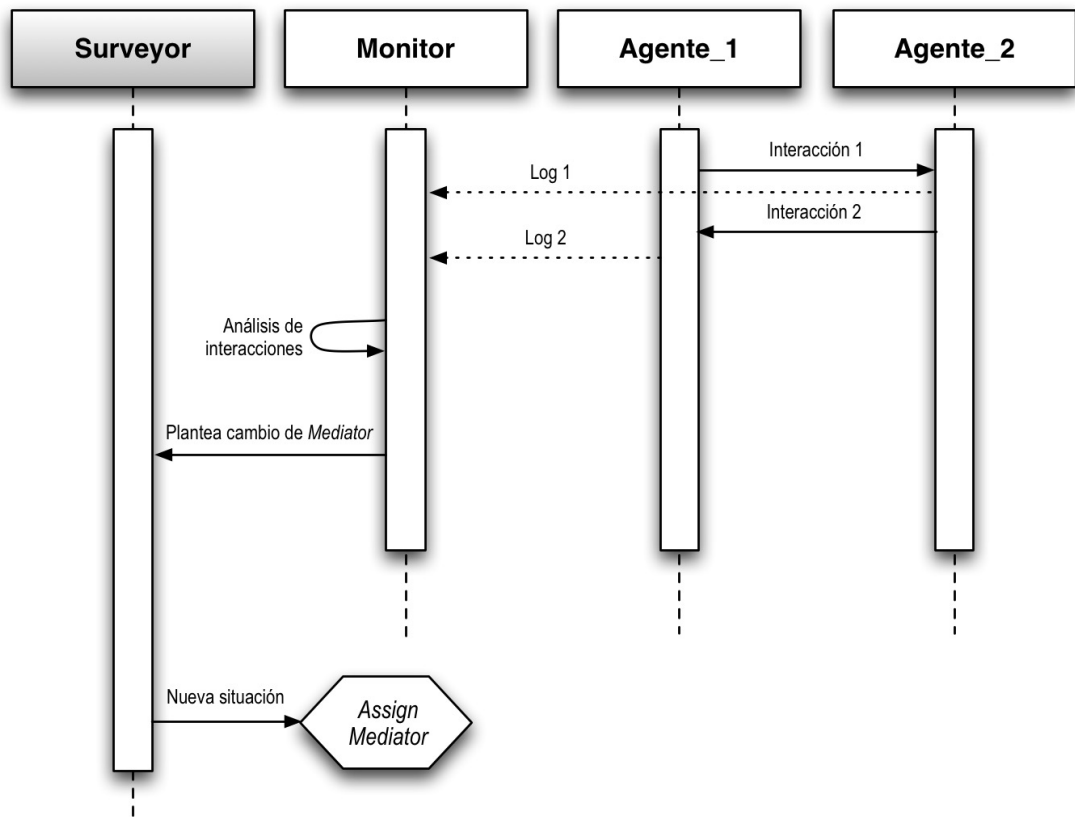 Surveyor
Monitor
Agente_1
Agente_2
Interacción 1
Log 1
Interacción 2
Log 2
Análisis de
interacciones
Plantea cambio de Mediator
Nueva situación
Assign
Mediator